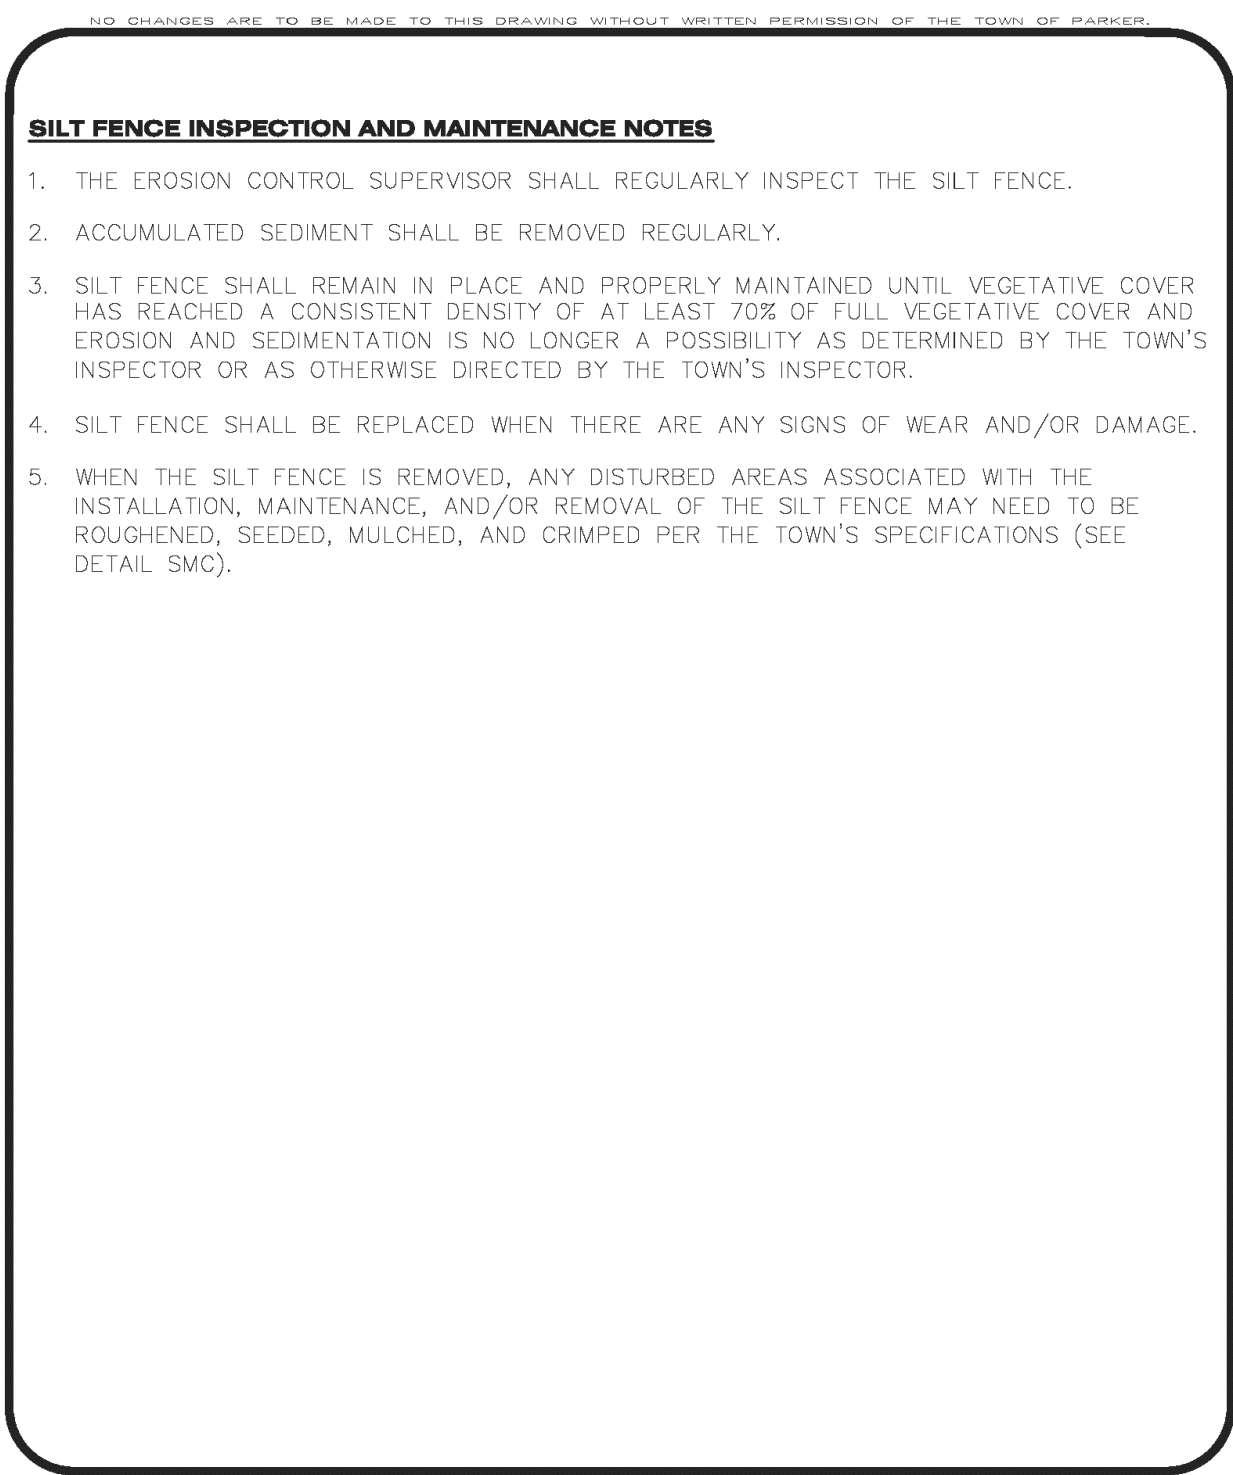 NO CHANGES ARE TO BE MADE TO THIS DRAWING WITHOUT WRITTEN PERMISSION OF THE TOWN OF PARKER.
SILT FENCE INSPECTION AND MAINTENANCE NOTES
1. THE EROSION CONTROL SUPERVISOR SHALL REGULARLY INSPECT THE SILT FENCE.
2. ACCUMULATED SEDIMENT SHALL BE REMOVED REGULARLY.
3. SILT FENCE SHALL REMAIN IN PLACE AND PROPERLY MAINTAINED UNTIL VEGETATIVE COVER
HAS REACHED A CONSISTENT DENSITY OF AT LEAST 70% OF FULL VEGETATIVE COVER AND
EROSION AND SEDIMENTATION IS NO LONGER A POSSIBILITY AS DETERMINED BY THE TOWN'S
INSPECTOR OR AS OTHERWISE DIRECTED BY THE TOWN'S INSPECTOR.
4. SILT FENCE SHALL BE REPLACED WHEN THERE ARE ANY SIGNS OF WEAR AND/OR DAMAGE.
5. WHEN THE SILT FENCE IS REMOVED, ANY DISTURBED AREAS ASSOCIATED WITH THE
INSTALLATION, MAINTENANCE, AND/OR REMOVAL OF THE SILT FENCE MAY NEED TO BE
ROUGHENED, SEEDED, MULCHED, AND CRIMPED PER THE TOWN'S SPECIFICATIONS (SEE
DETAIL SMC).